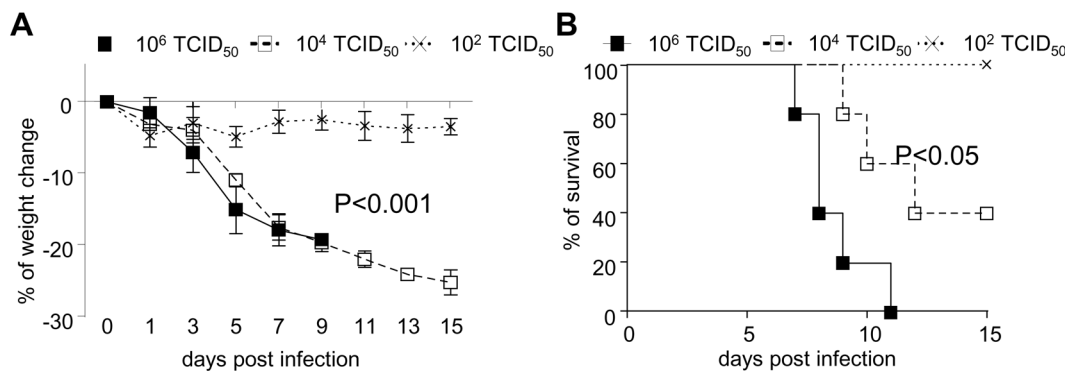 A
10⁶ TCID₅₀ 10⁴ TCID₅₀ 10² TCID₅₀
% of weight change
0
-10
-20
-30
P<0.001
0 1 3 5 7 9 11 13 15
days post infection
B
10⁶ TCID₅₀ 10⁴ TCID₅₀ 10² TCID₅₀
% of survival
100
80
60
40
20
0
P<0.05
0 5 10 15
days post infection